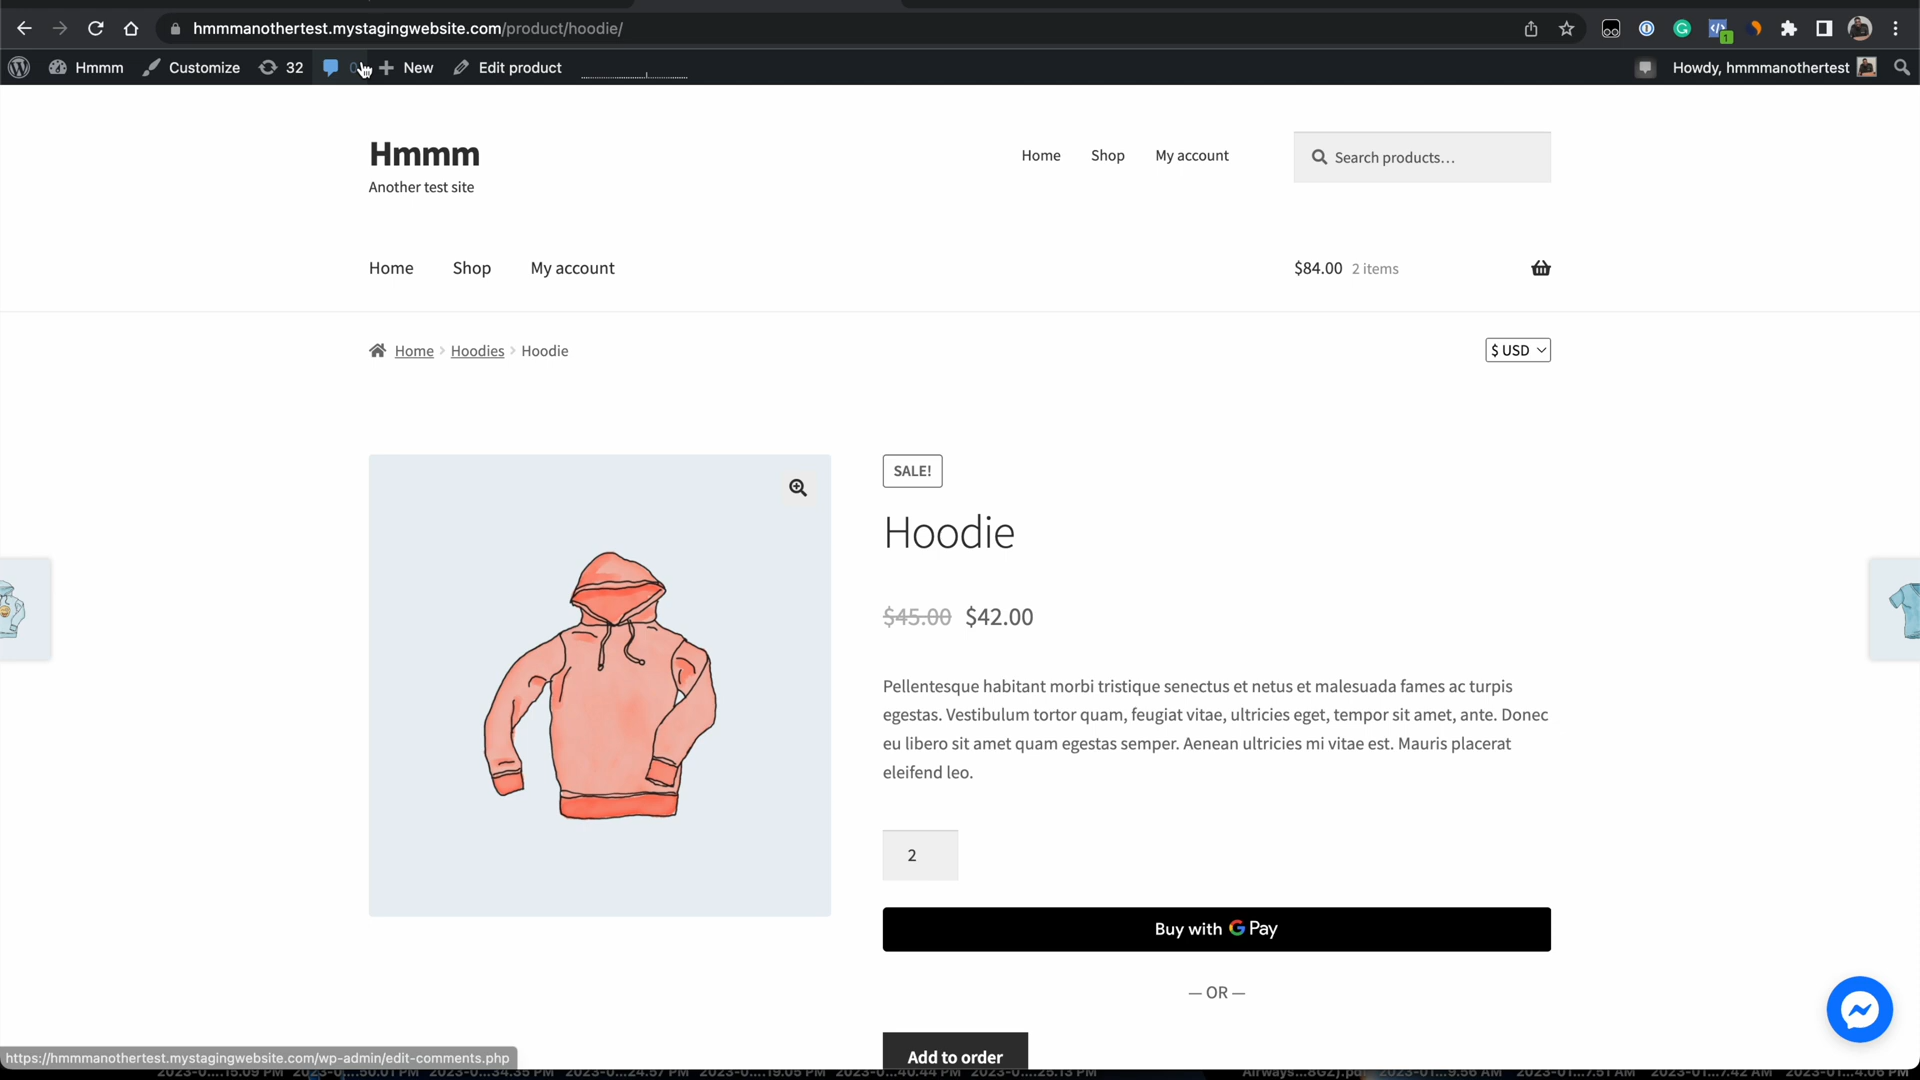 hmmmanothertest.mystagingwebsite.com/product/hoodie/
1
Hmmm Customize 32 New Edit product Howdy, hmmmanothertest
Hmmm
Another test site
Home Shop My account Search products…
Home Shop My account $84.00 2 items
Home Hoodies Hoodie $ USD
SALE!
Hoodie
$45.00 $42.00
Pellentesque habitant morbi tristique senectus et netus et malesuada fames ac turpis
egestas. Vestibulum tortor quam, feugiat vitae, ultricies eget, tempor sit amet, ante. Donec
eu libero sit amet quam egestas semper. Aenean ultricies mi vitae est. Mauris placerat
eleifend leo.
2
Buy with G Pay
— OR —
Add to order
https://hmmmanothertest.mystagingwebsite.com/wp-admin/edit-comments.php